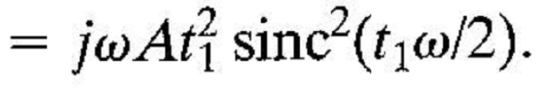 = jωAt₁² sinc²(t₁ω/2).